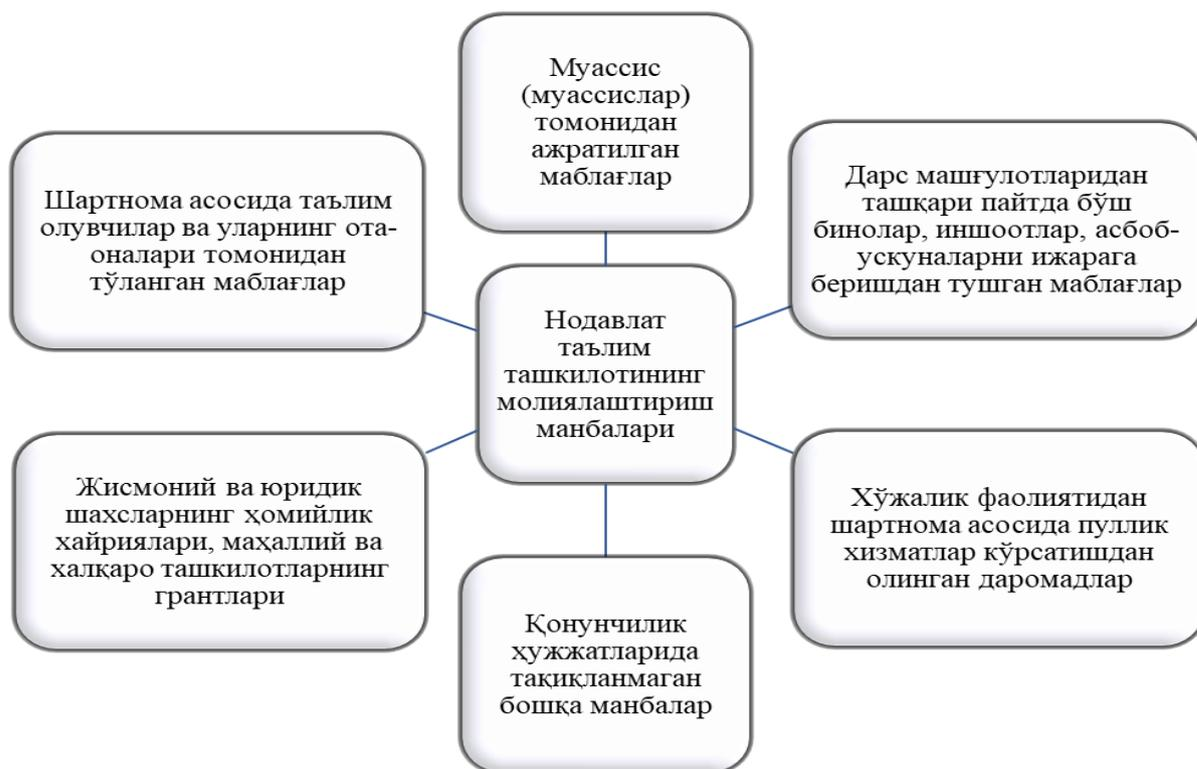 Муассис
(муассислар)
томонидан
ажратилган
маблағлар
Шартнома асосида таълим
олувчилар ва уларнинг ота-
оналари томонидан
тўланган маблағлар
Дарс машғулотларидан
ташқари пайтда бўш
бинолар, иншоотлар, асбоб-
ускуналарни ижарага
беришдан тушган маблағлар
Нодавлат
таълим
ташкилотининг
молиялаштириш
манбалари
Жисмоний ва юридик
шахсларнинг ҳомийлик
хайриялари, маҳаллий ва
халқаро ташкилотларнинг
грантлари
Хўжалик фаолиятидан
шартнома асосида пуллик
хизматлар кўрсатишдан
олинган даромадлар
Қонунчилик
ҳужжатларида
тақиқланмаган
бошқа манбалар